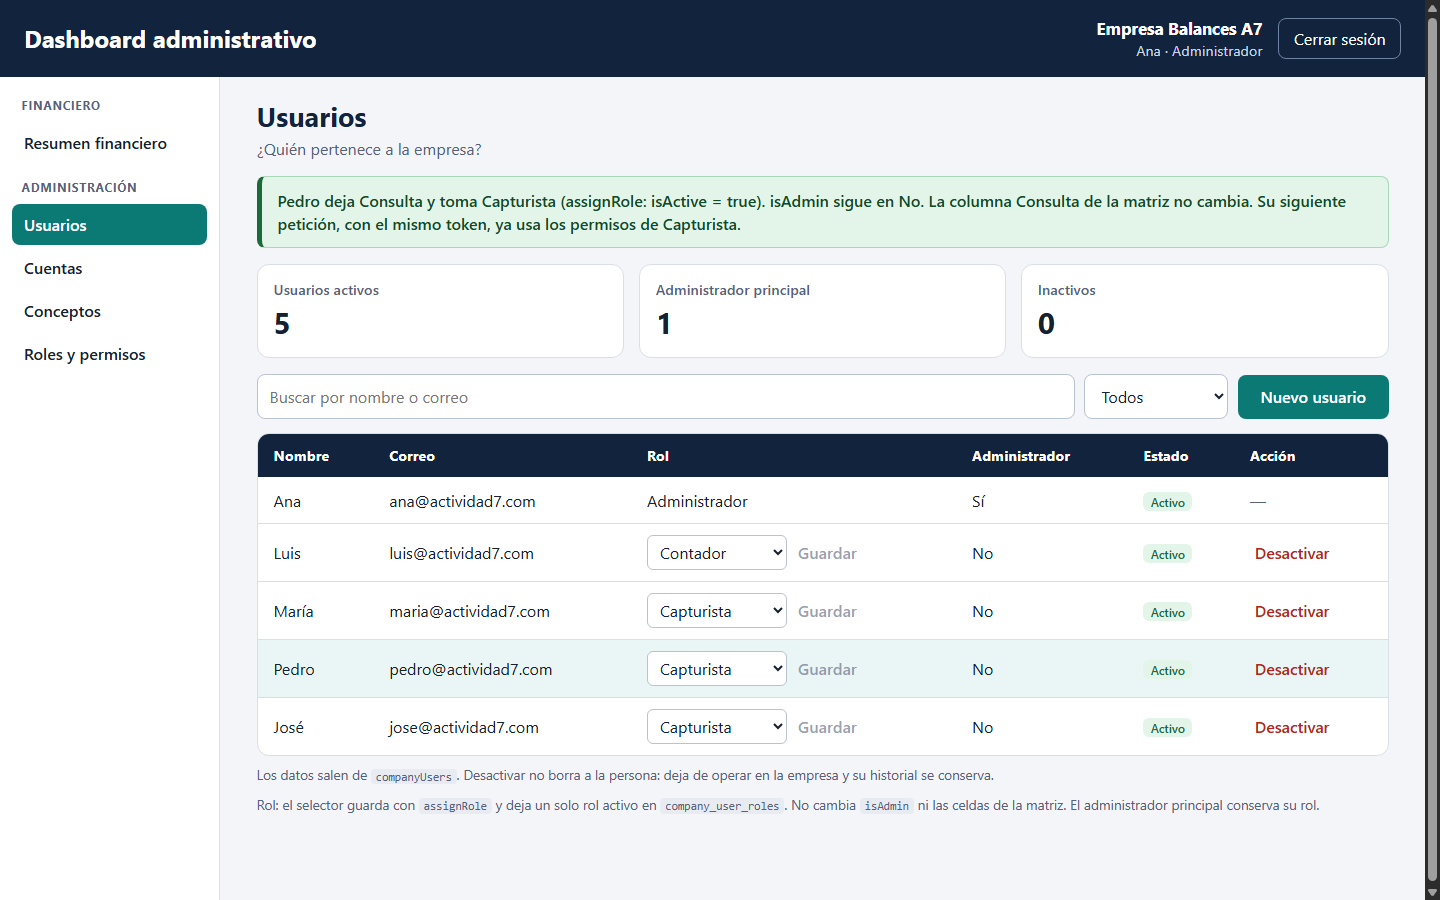 Dashboard administrativo
Empresa Balances A7
Ana · Administrador
Cerrar sesión
FINANCIERO
Resumen financiero
ADMINISTRACIÓN
Usuarios
Cuentas
Conceptos
Roles y permisos
Usuarios
¿Quién pertenece a la empresa?
Pedro deja Consulta y toma Capturista (assignRole: isActive = true). isAdmin sigue en No. La columna Consulta de la matriz no cambia. Su siguiente
petición, con el mismo token, ya usa los permisos de Capturista.
Usuarios activos
5
Administrador principal
1
Inactivos
0
Buscar por nombre o correo
Todos
Nuevo usuario
Nombre Correo Rol Administrador Estado Acción
Ana ana@actividad7.com Administrador Sí Activo —
Luis luis@actividad7.com Contador Guardar No Activo Desactivar
María maria@actividad7.com Capturista Guardar No Activo Desactivar
Pedro pedro@actividad7.com Capturista Guardar No Activo Desactivar
José jose@actividad7.com Capturista Guardar No Activo Desactivar
Los datos salen de companyUsers. Desactivar no borra a la persona: deja de operar en la empresa y su historial se conserva.
Rol: el selector guarda con assignRole y deja un solo rol activo en company_user_roles. No cambia isAdmin ni las celdas de la matriz. El administrador principal conserva su rol.